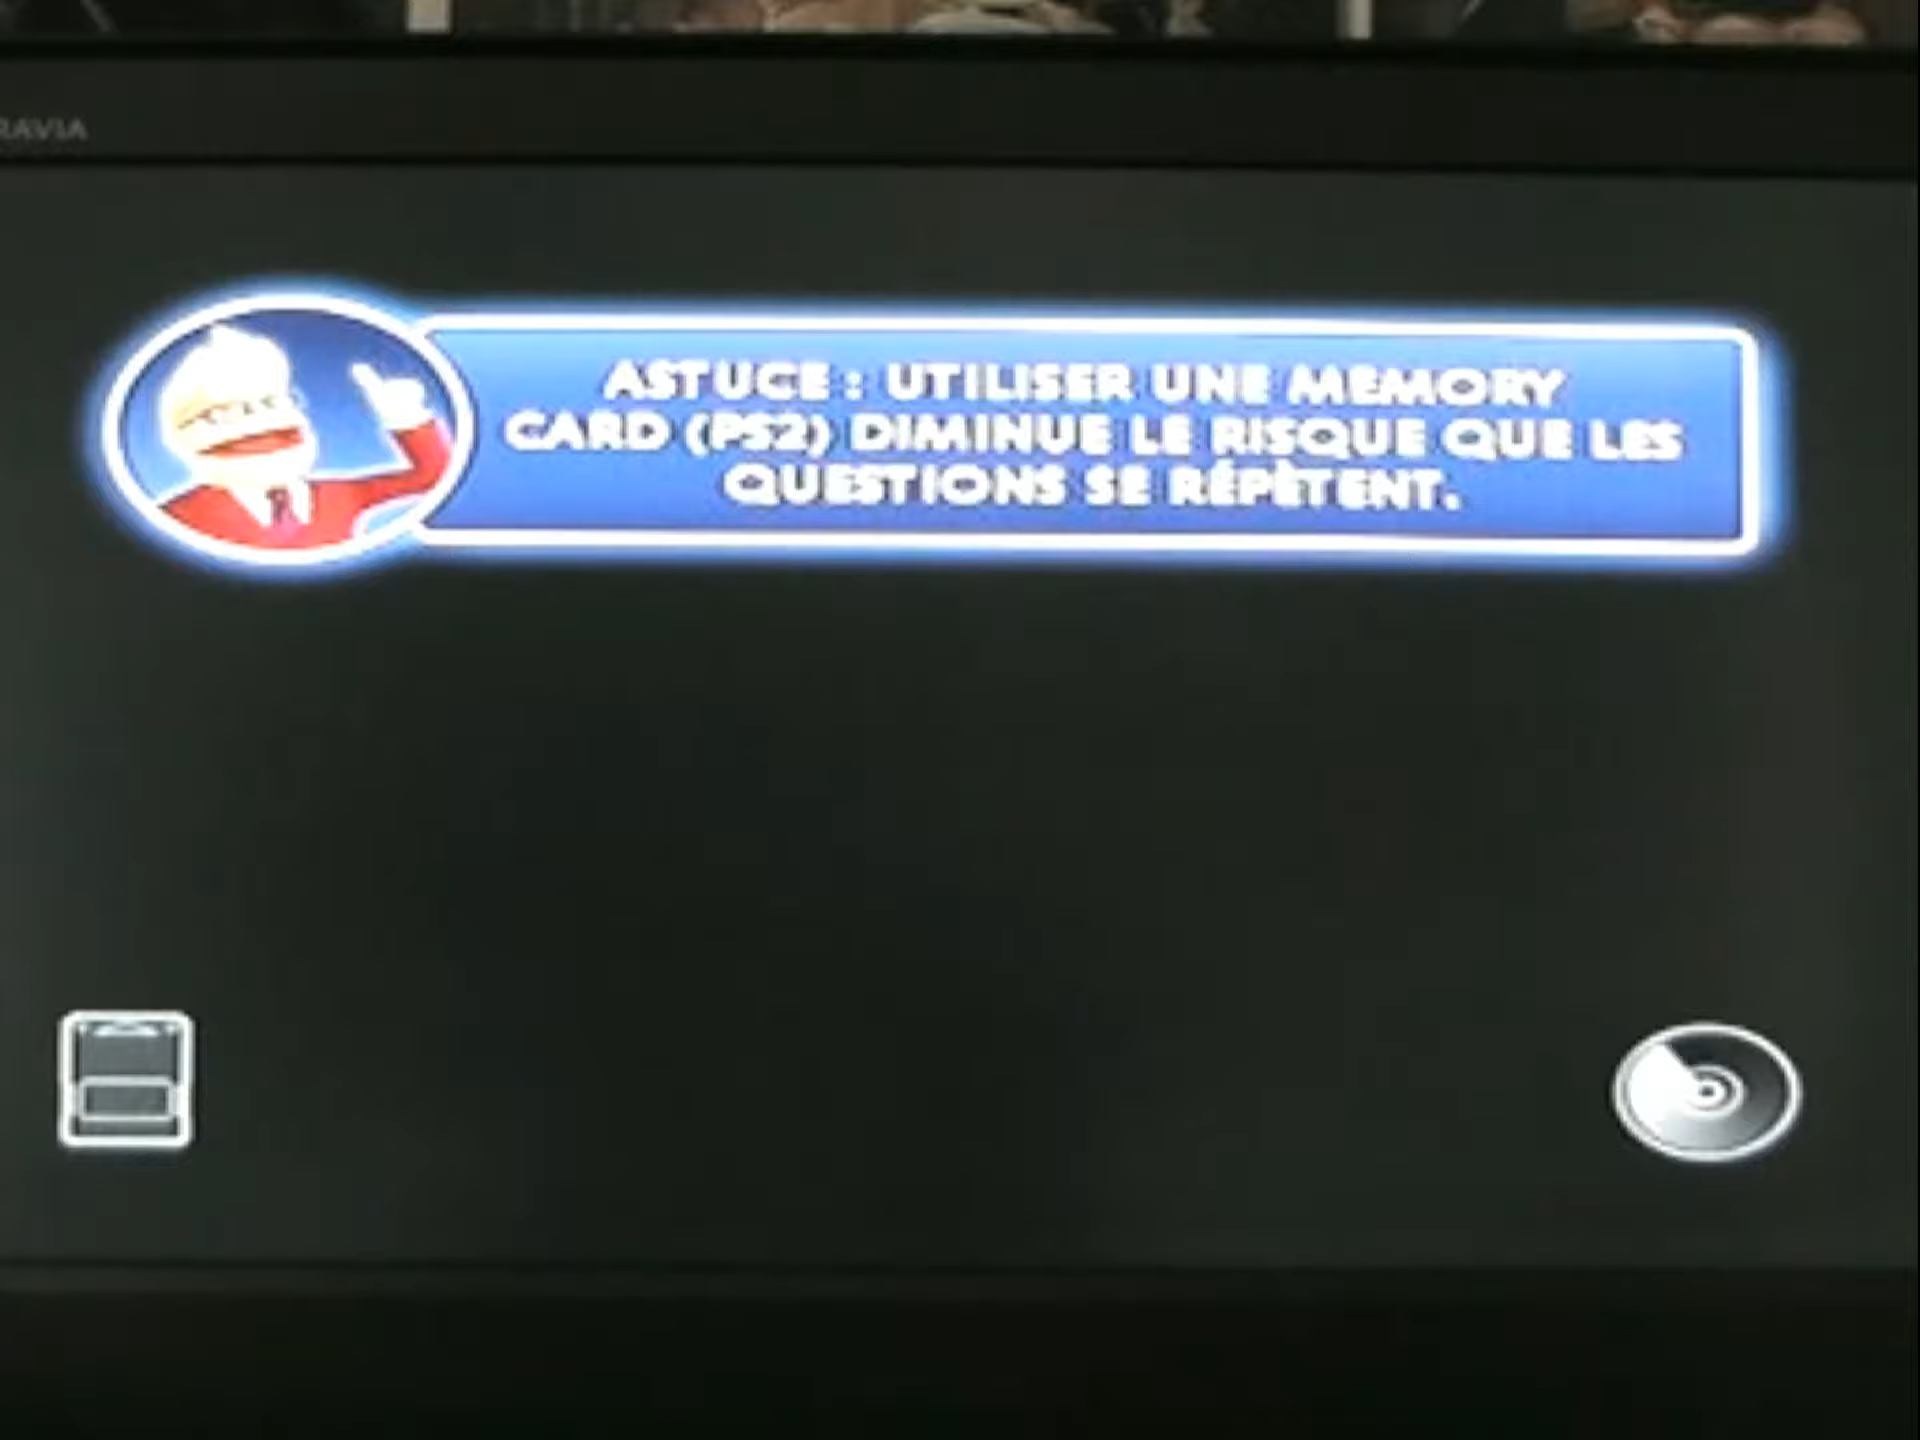 RAVIA
ASTUCE : UTILISER UNE MEMORY
CARD (PS2) DIMINUE LE RISQUE QUE LES
QUESTIONS SE RÉPÈTENT.